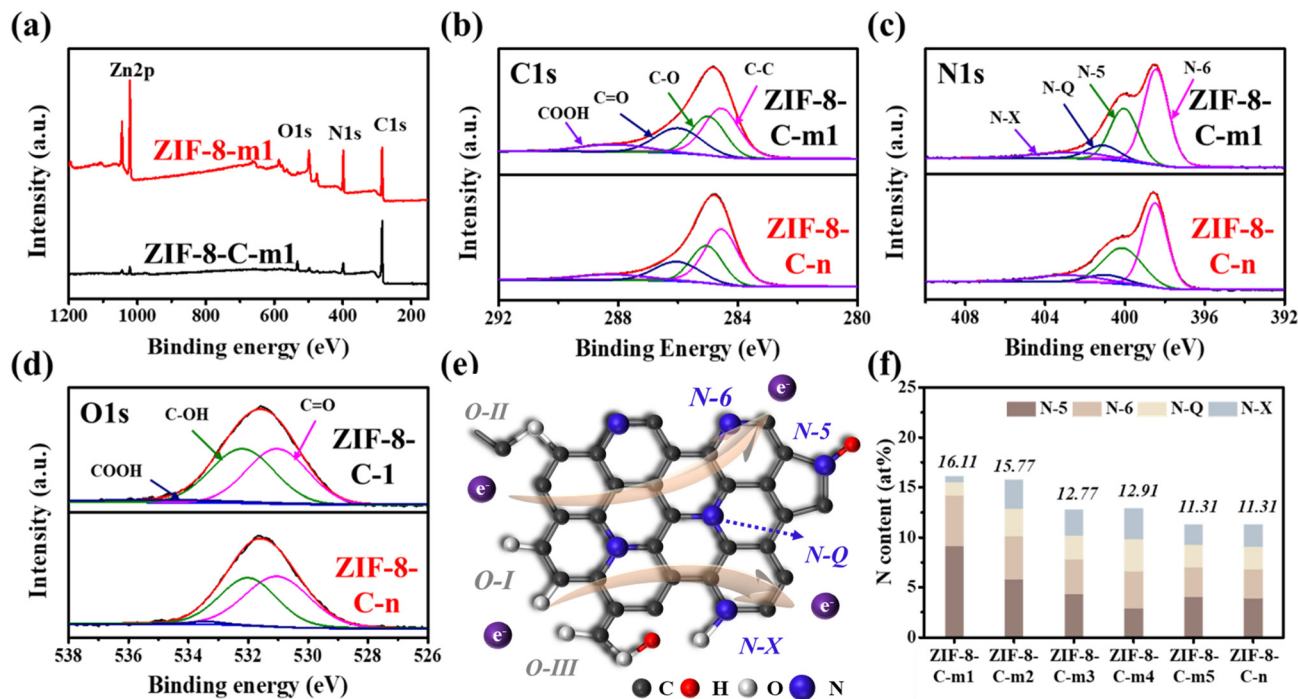 (a)
Zn2p
O1s
N1s
C1s
ZIF-8-m1
ZIF-8-C-m1
Intensity (a.u.)
1200 1000 800 600 400 200
Binding energy (eV)
(b)
C1s
COOH
C=O
C-O
C-C
ZIF-8-
C-m1
ZIF-8-
C-n
Intensity (a.u.)
292 288 284 280
Binding Energy (eV)
(c)
N1s
N-X
N-Q
N-5
N-6
ZIF-8-
C-m1
ZIF-8-
C-n
Intensity (a.u.)
408 404 400 396 392
Binding energy (eV)
(d)
O1s
COOH
C-OH
C=O
ZIF-8-
C-1
ZIF-8-
C-n
Intensity (a.u.)
538 536 534 532 530 528 526
Binding energy (eV)
(e)
O-II
N-6
e-
N-5
e-
N-Q
O-I
e-
e-
O-III
N-X
C H O N
(f)
N-5 N-6 N-Q N-X
25
20
15
10
5
0
N content (at%)
16.11
15.77
12.77
12.91
11.31
11.31
ZIF-8- ZIF-8- ZIF-8- ZIF-8- ZIF-8- ZIF-8-
C-m1 C-m2 C-m3 C-m4 C-m5 C-n